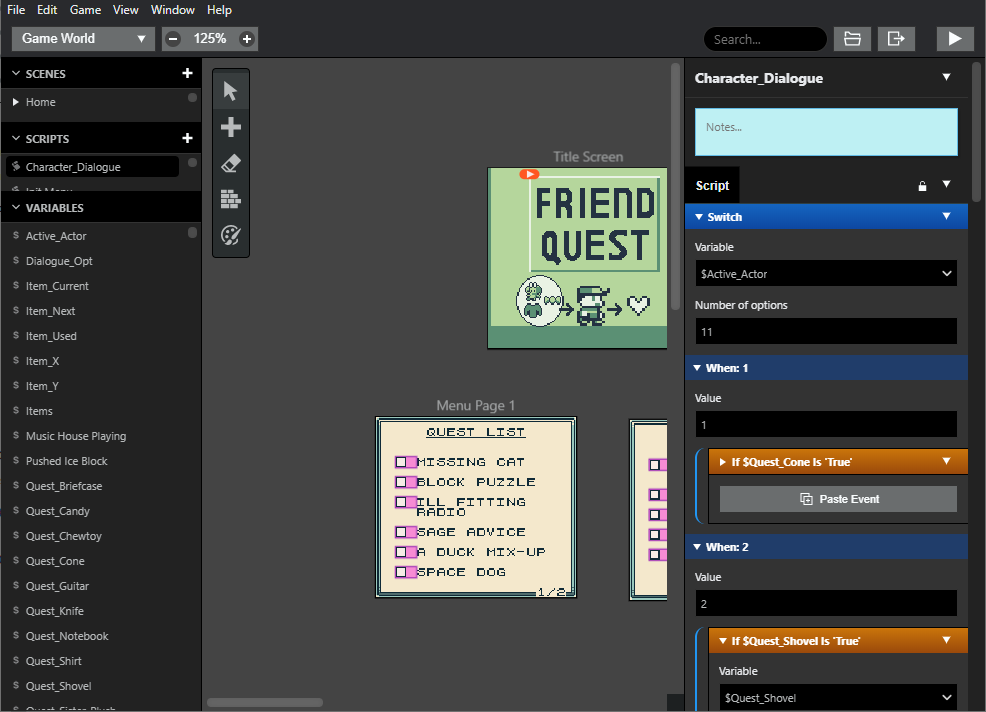 File Edit Game View Window Help
Game World
125%
Search...
SCENES
Home
SCRIPTS
Character_Dialogue
Init Menu
VARIABLES
$ Active_Actor
$ Dialogue_Opt
$ Item_Current
$ Item_Next
$ Item_Used
$ Item_X
$ Item_Y
$ Items
$ Music House Playing
$ Pushed Ice Block
$ Quest_Briefcase
$ Quest_Candy
$ Quest_Chewtoy
$ Quest_Cone
$ Quest_Guitar
$ Quest_Knife
$ Quest_Notebook
$ Quest_Shirt
$ Quest_Shovel
$ Quest_Sister Plush
Title Screen
FRIEND
QUEST
Menu Page 1
QUEST LIST
MISSING CAT
BLOCK PUZZLE
ILL FITTING
RADIO
SAGE ADVICE
A DUCK MIX-UP
SPACE DOG
1/2
Character_Dialogue
Notes...
Script
Switch
Variable
$Active_Actor
Number of options
11
When: 1
Value
1
If $Quest_Cone Is 'True'
Paste Event
When: 2
Value
2
If $Quest_Shovel Is 'True'
Variable
$Quest_Shovel